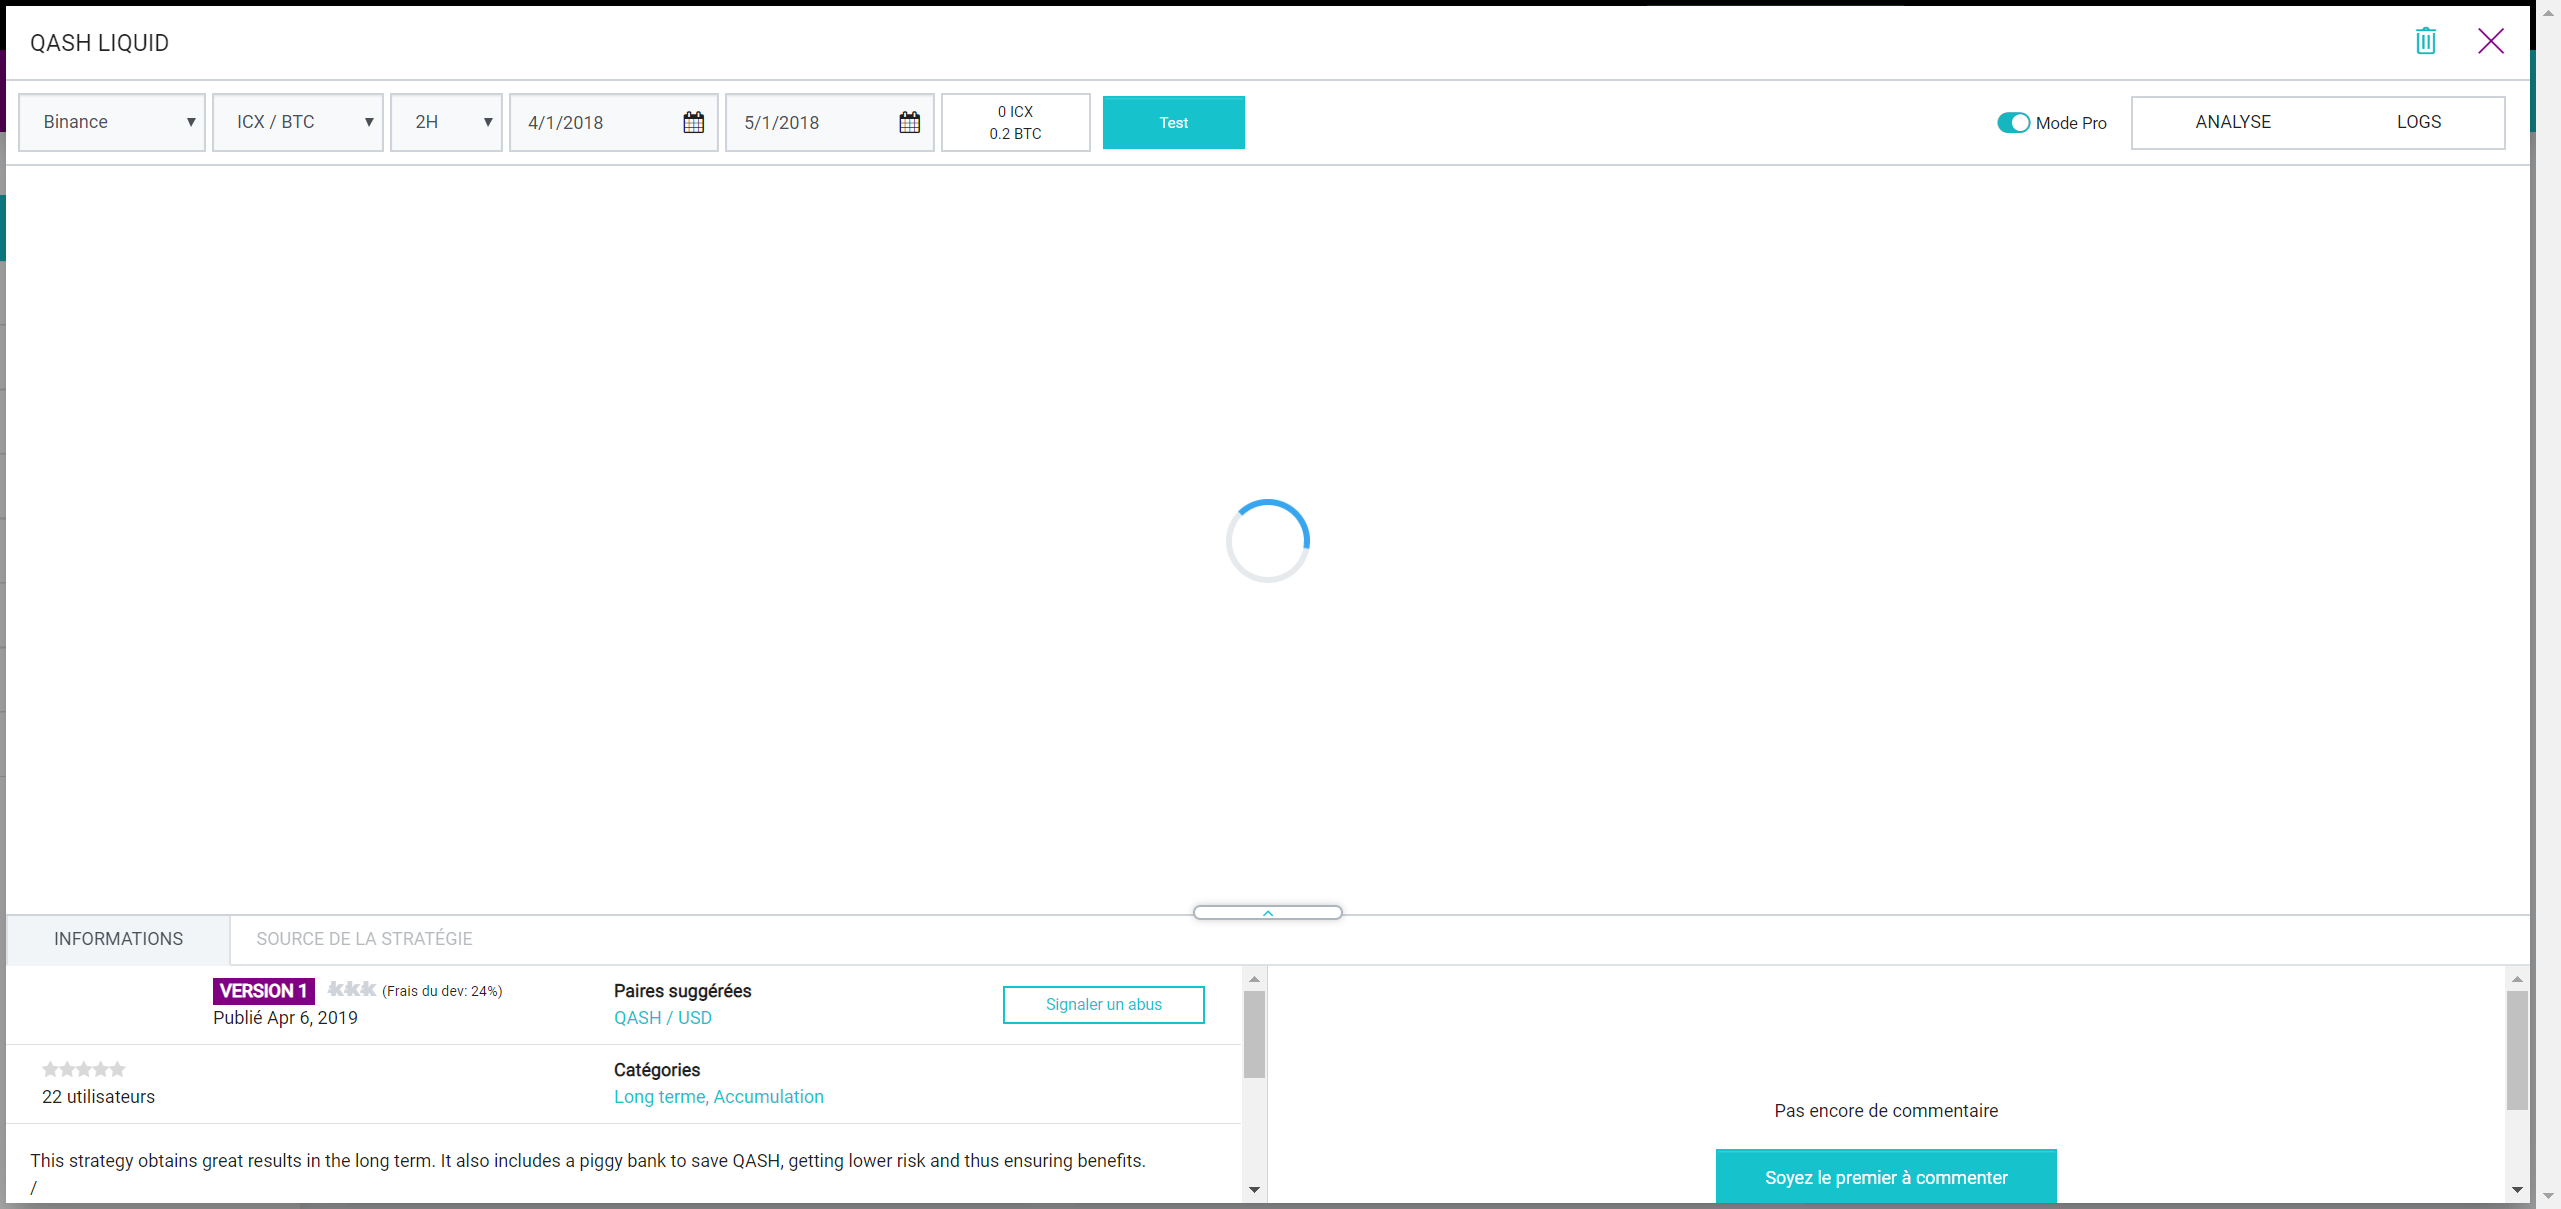 QASH LIQUID
Binance
ICX / BTC
2H
4/1/2018
5/1/2018
0 ICX
0.2 BTC
Test
Mode Pro
ANALYSE
LOGS
INFORMATIONS
SOURCE DE LA STRATÉGIE
VERSION 1 (Frais du dev: 24%)
Publié Apr 6, 2019
Paires suggérées
QASH / USD
Signaler un abus
22 utilisateurs
Catégories
Long terme, Accumulation
This strategy obtains great results in the long term. It also includes a piggy bank to save QASH, getting lower risk and thus ensuring benefits.
/
Pas encore de commentaire
Soyez le premier à commenter